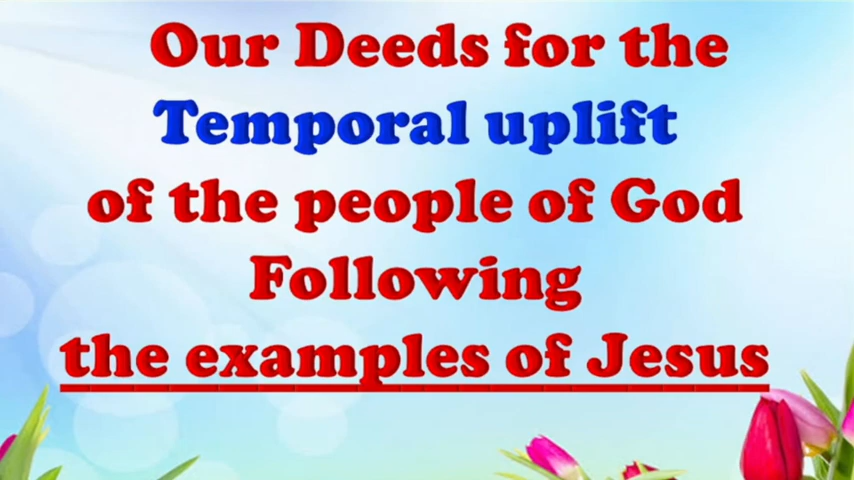 Our Deeds for the
Temporal uplift
of the people of God
Following
the examples of Jesus